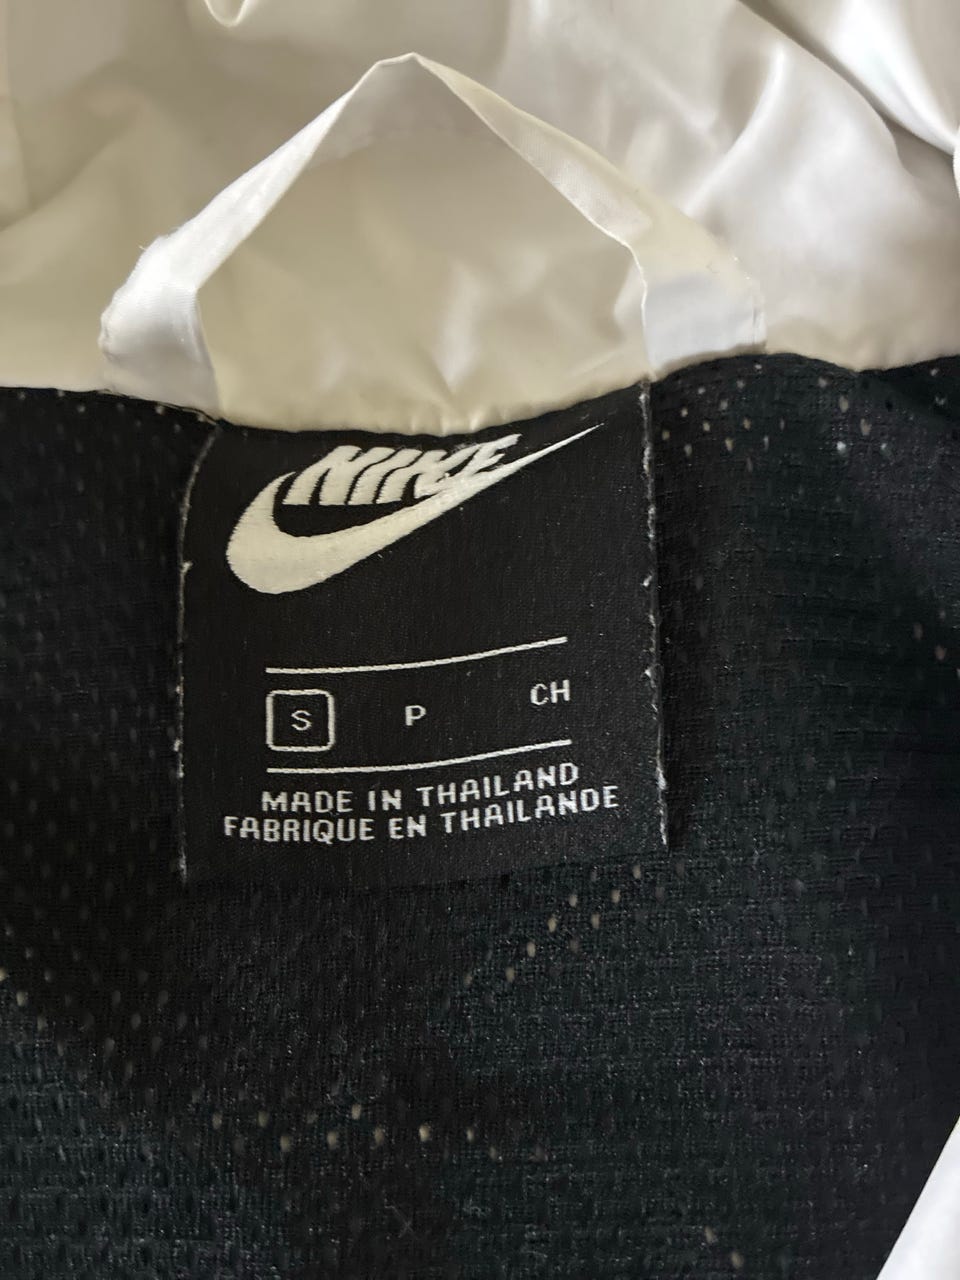 NIKE
S P CH
MADE IN THAILAND
FABRIQUE EN THAILANDE